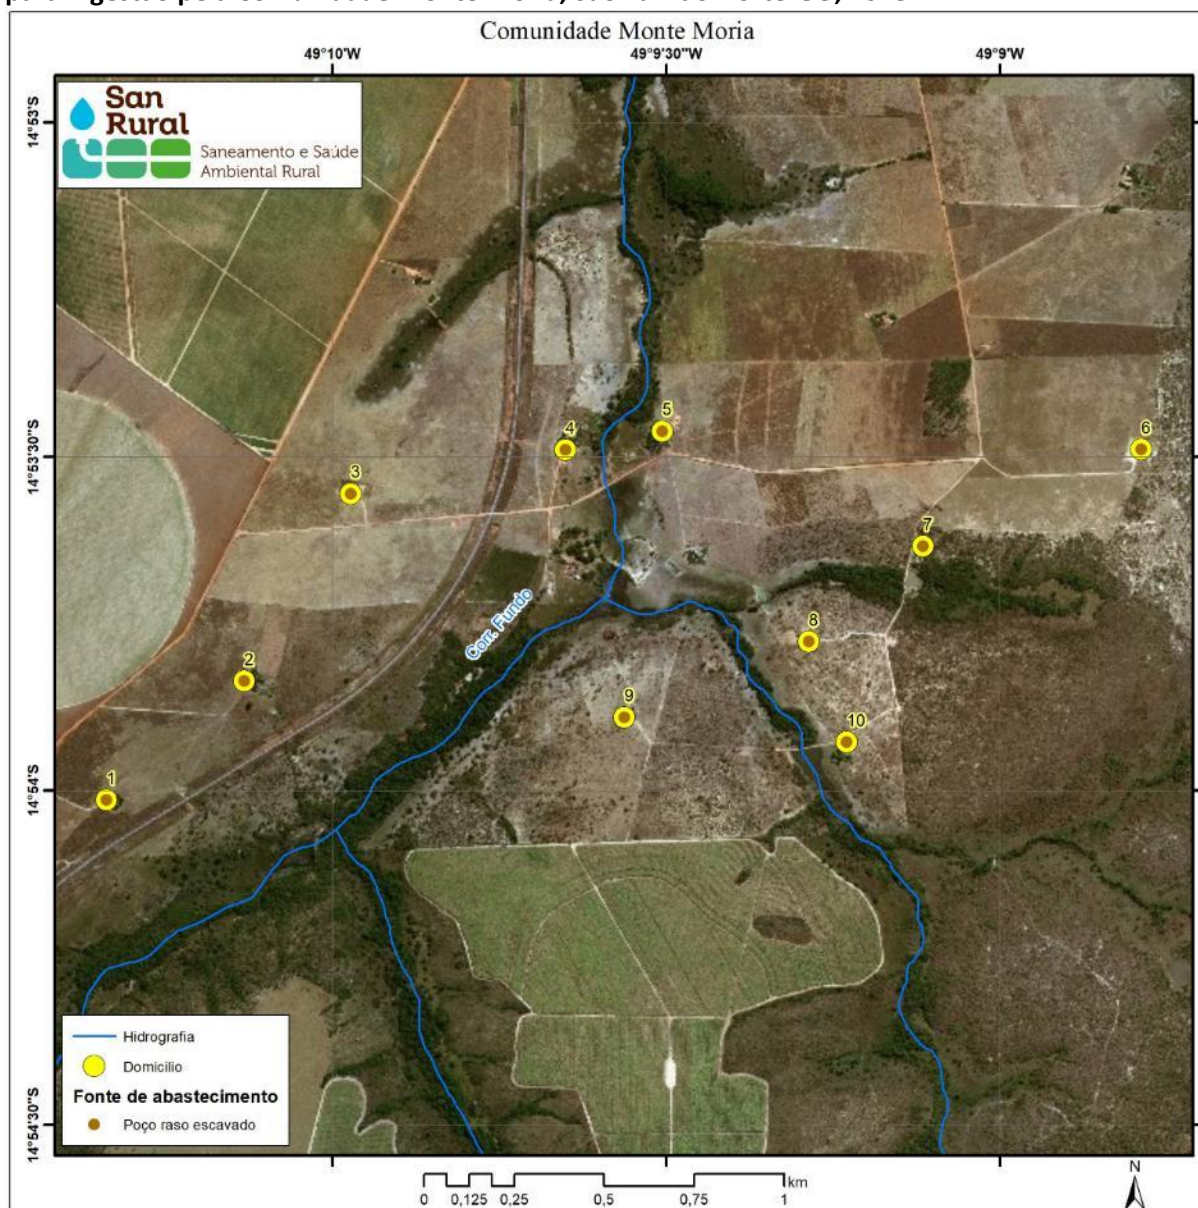 Comunidade Monte Moria
49°10'W
49°9'30"W
49°9'W
San
Rural
Saneamento e Saúde
Ambiental Rural
14°53'S
14°53'30"S
14°54'S
14°54'30"S
5
4
6
3
7
Corr. Fundo
8
2
9
10
1
Hidrografia
Domicilio
Fonte de abastecimento
Poço raso escavado
0 0,125 0,25 0,5 0,75 1
km
N